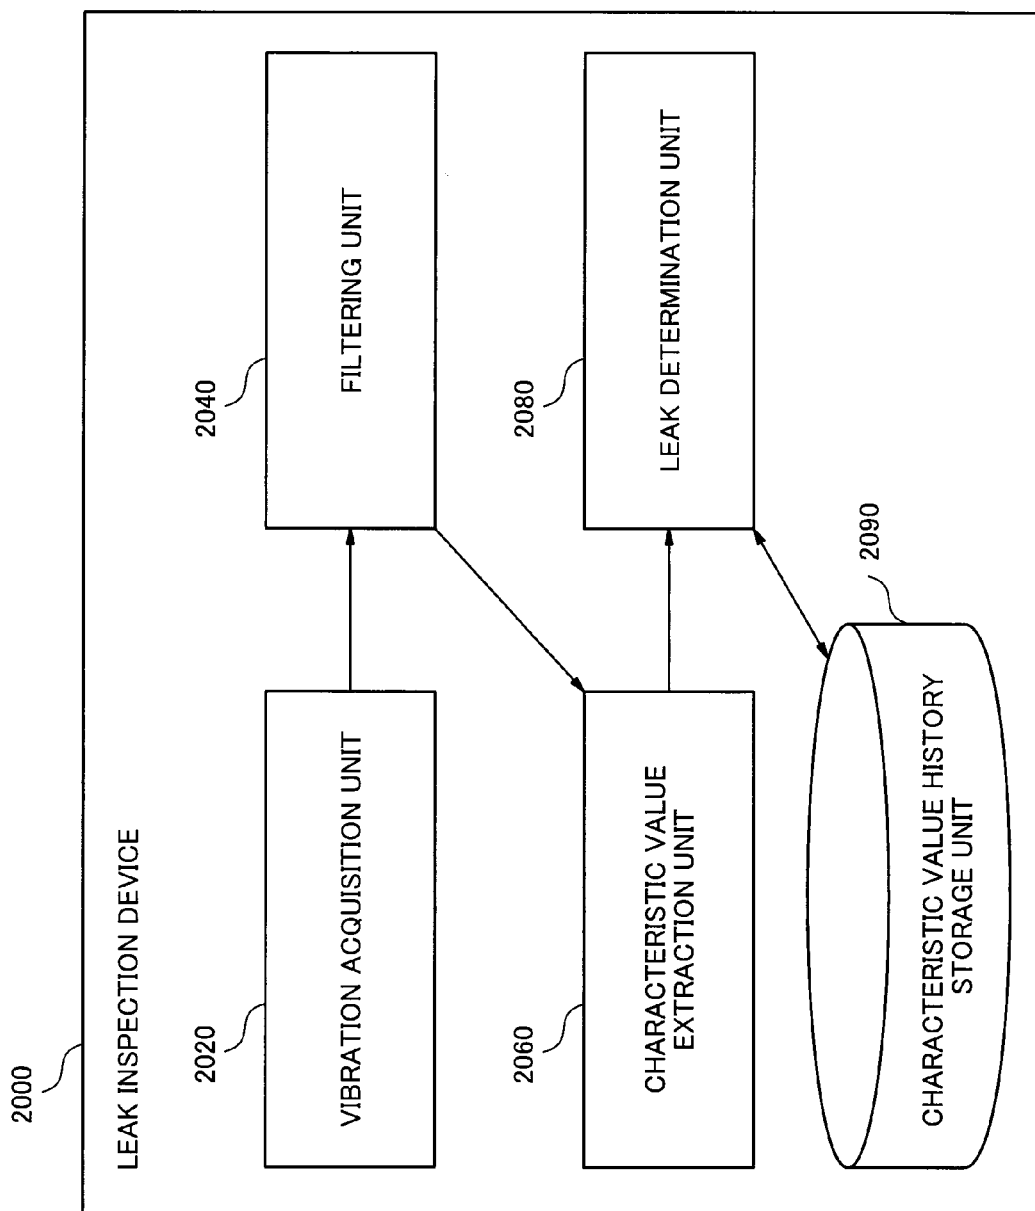 2000
LEAK INSPECTION DEVICE
2020
VIBRATION ACQUISITION UNIT
2040
FILTERING UNIT
2060
CHARACTERISTIC VALUE
EXTRACTION UNIT
2080
LEAK DETERMINATION UNIT
2090
CHARACTERISTIC VALUE HISTORY
STORAGE UNIT